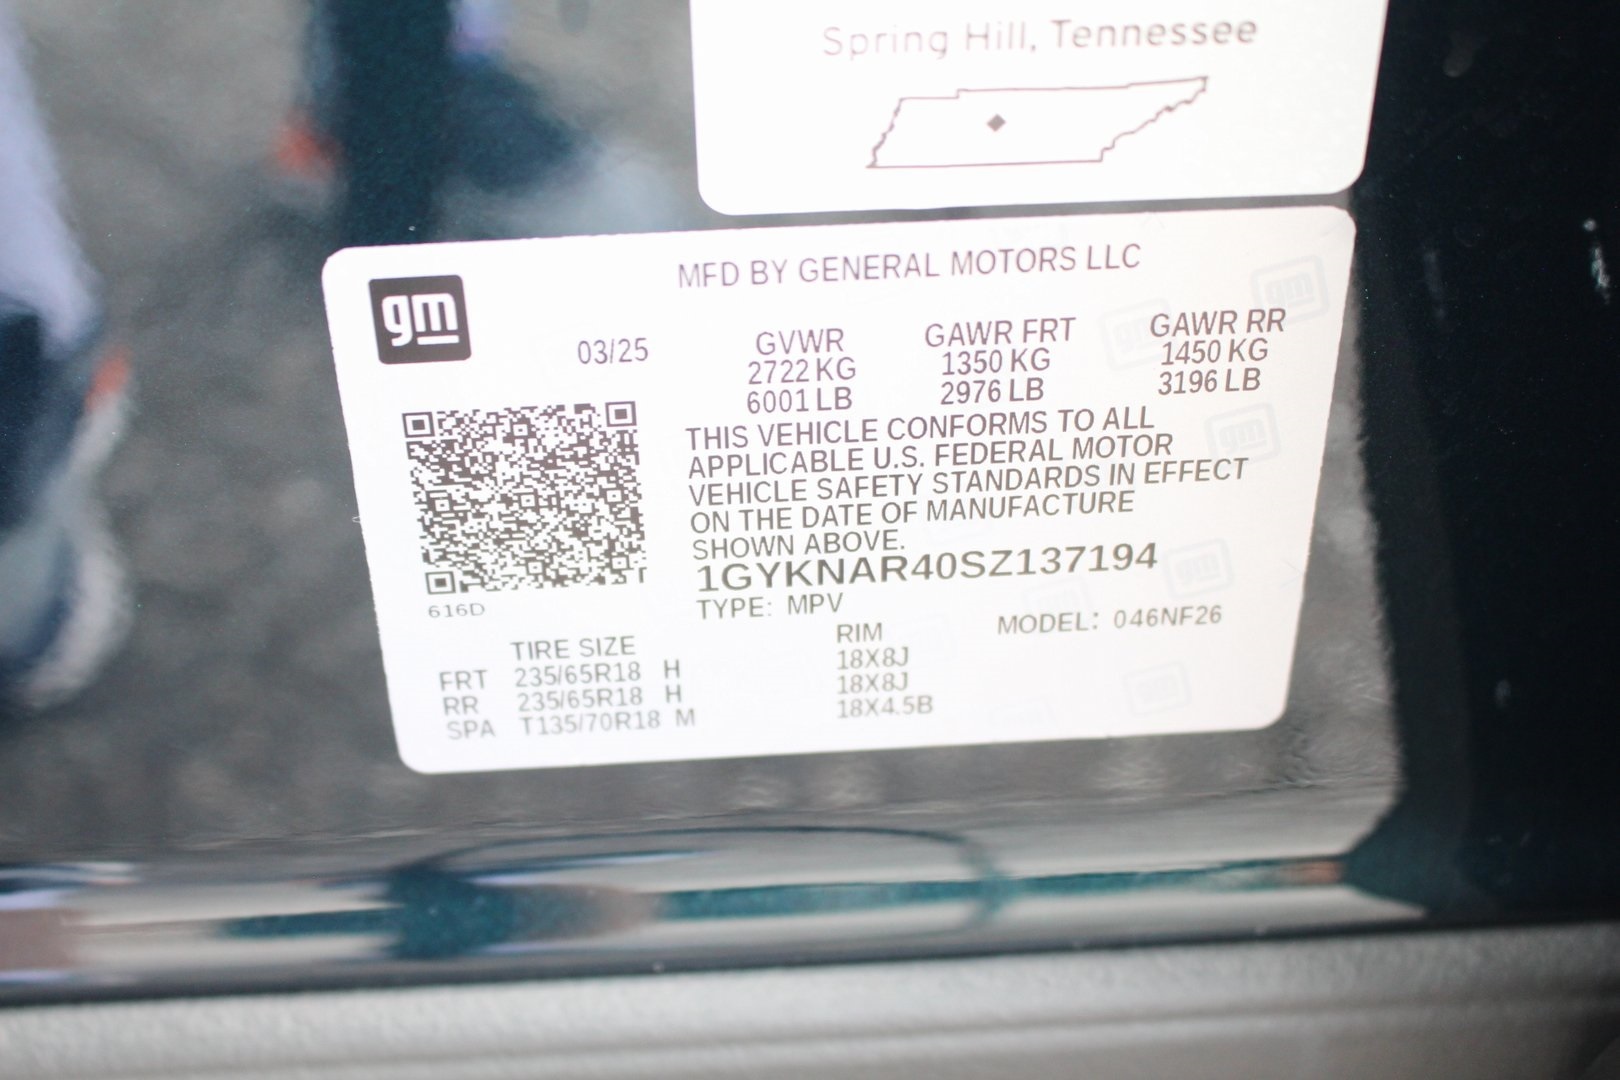 Spring Hill, Tennessee
MFD BY GENERAL MOTORS LLC
gm
03/25
GVWR GAWR FRT GAWR RR
2722 KG 1350 KG 1450 KG
6001 LB 2976 LB 3196 LB
THIS VEHICLE CONFORMS TO ALL
APPLICABLE U.S. FEDERAL MOTOR
VEHICLE SAFETY STANDARDS IN EFFECT
ON THE DATE OF MANUFACTURE
SHOWN ABOVE.
1GYKNAR40SZ137194
616D
TYPE: MPV MODEL: 046NF26
TIRE SIZE RIM
FRT 235/65R18 H 18X8J
RR 235/65R18 H 18X8J
SPA T135/70R18 M 18X4.5B